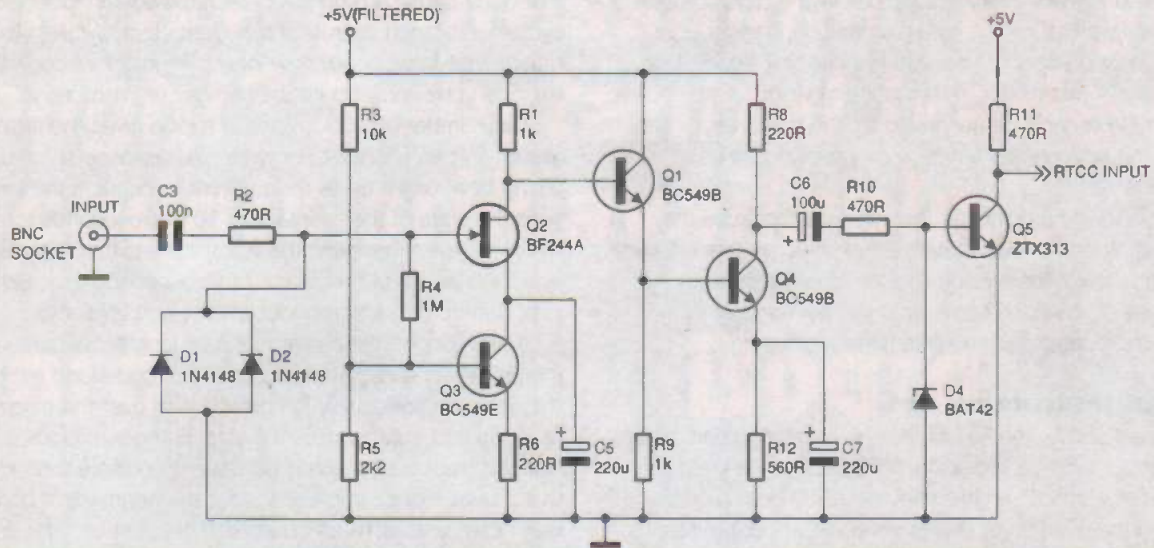 +5V(FILTERED)
+5V
R3
10k
R1
1k
R8
220R
R11
470R
Q1
BC549B
C6
100u
+
R10
470R
RTCC INPUT
INPUT
BNC
SOCKET
C3
100n
R2
470R
Q2
BF244A
Q5
ZTX313
R4
1M
Q4
BC549B
D1
1N4148
D2
1N4148
Q3
BC549E
D4
BAT42
R5
2k2
R6
220R
+
C5
220u
R9
1k
R12
560R
+
C7
220u